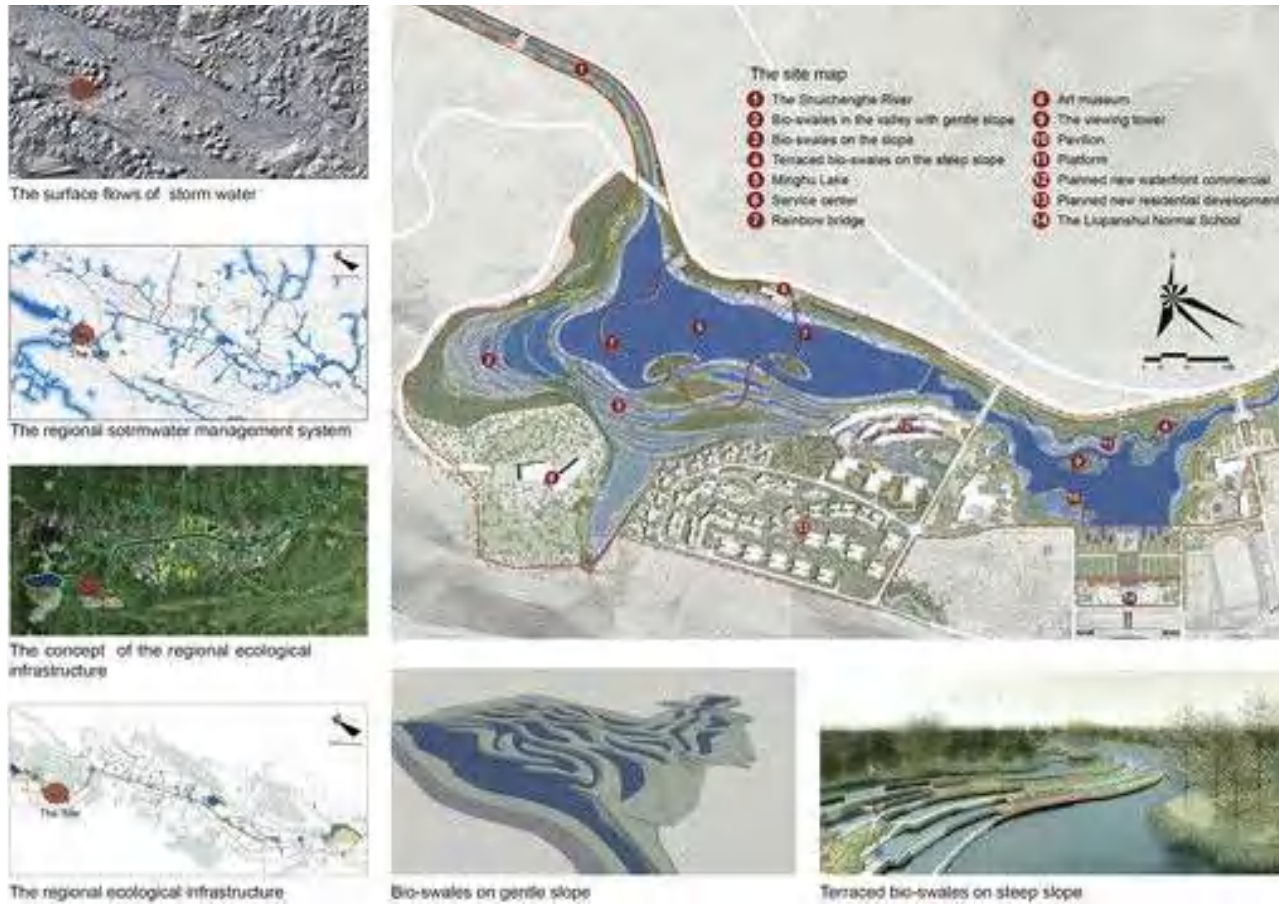 The surface flows of storm water
The regional sotrmwater management system
The concept of the regional ecological
infrastructure
The Site
The regional ecological infrastructure
The site map
1 The Shuichenghe River
2 Bio-swales in the valley with gentle slope
3 Bio-swales on the slope
4 Terraced bio-swales on the steep slope
5 Minghu Lake
6 Service center
7 Rainbow bridge
8 Art museum
9 The viewing tower
10 Pavilion
11 Platform
12 Planned new waterfront commercial
13 Planned new residential development
14 The Liupanshui Normal School
Bio-swales on gentle slope
Terraced bio-swales on steep slope